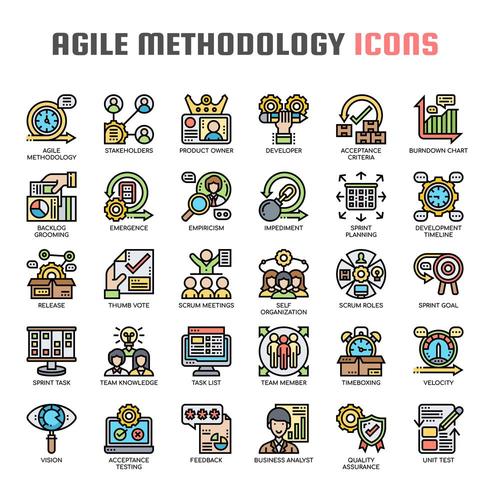 AGILE METHODOLOGY ICONS
AGILE
METHODOLOGY
STAKEHOLDERS
PRODUCT OWNER
DEVELOPER
ACCEPTANCE
CRITERIA
BURNDOWN CHART
BACKLOG
GROOMING
EMERGENCE
EMPIRICISM
IMPEDIMENT
SPRINT
PLANNING
DEVELOPMENT
TIMELINE
RELEASE
THUMB VOTE
SCRUM MEETINGS
SELF
ORGANIZATION
SCRUM ROLES
SPRINT GOAL
SPRINT TASK
TEAM KNOWLEDGE
TASK LIST
TEAM MEMBER
TIMEBOXING
VELOCITY
VISION
ACCEPTANCE
TESTING
FEEDBACK
BUSINESS ANALYST
QUALITY
ASSURANCE
UNIT TEST